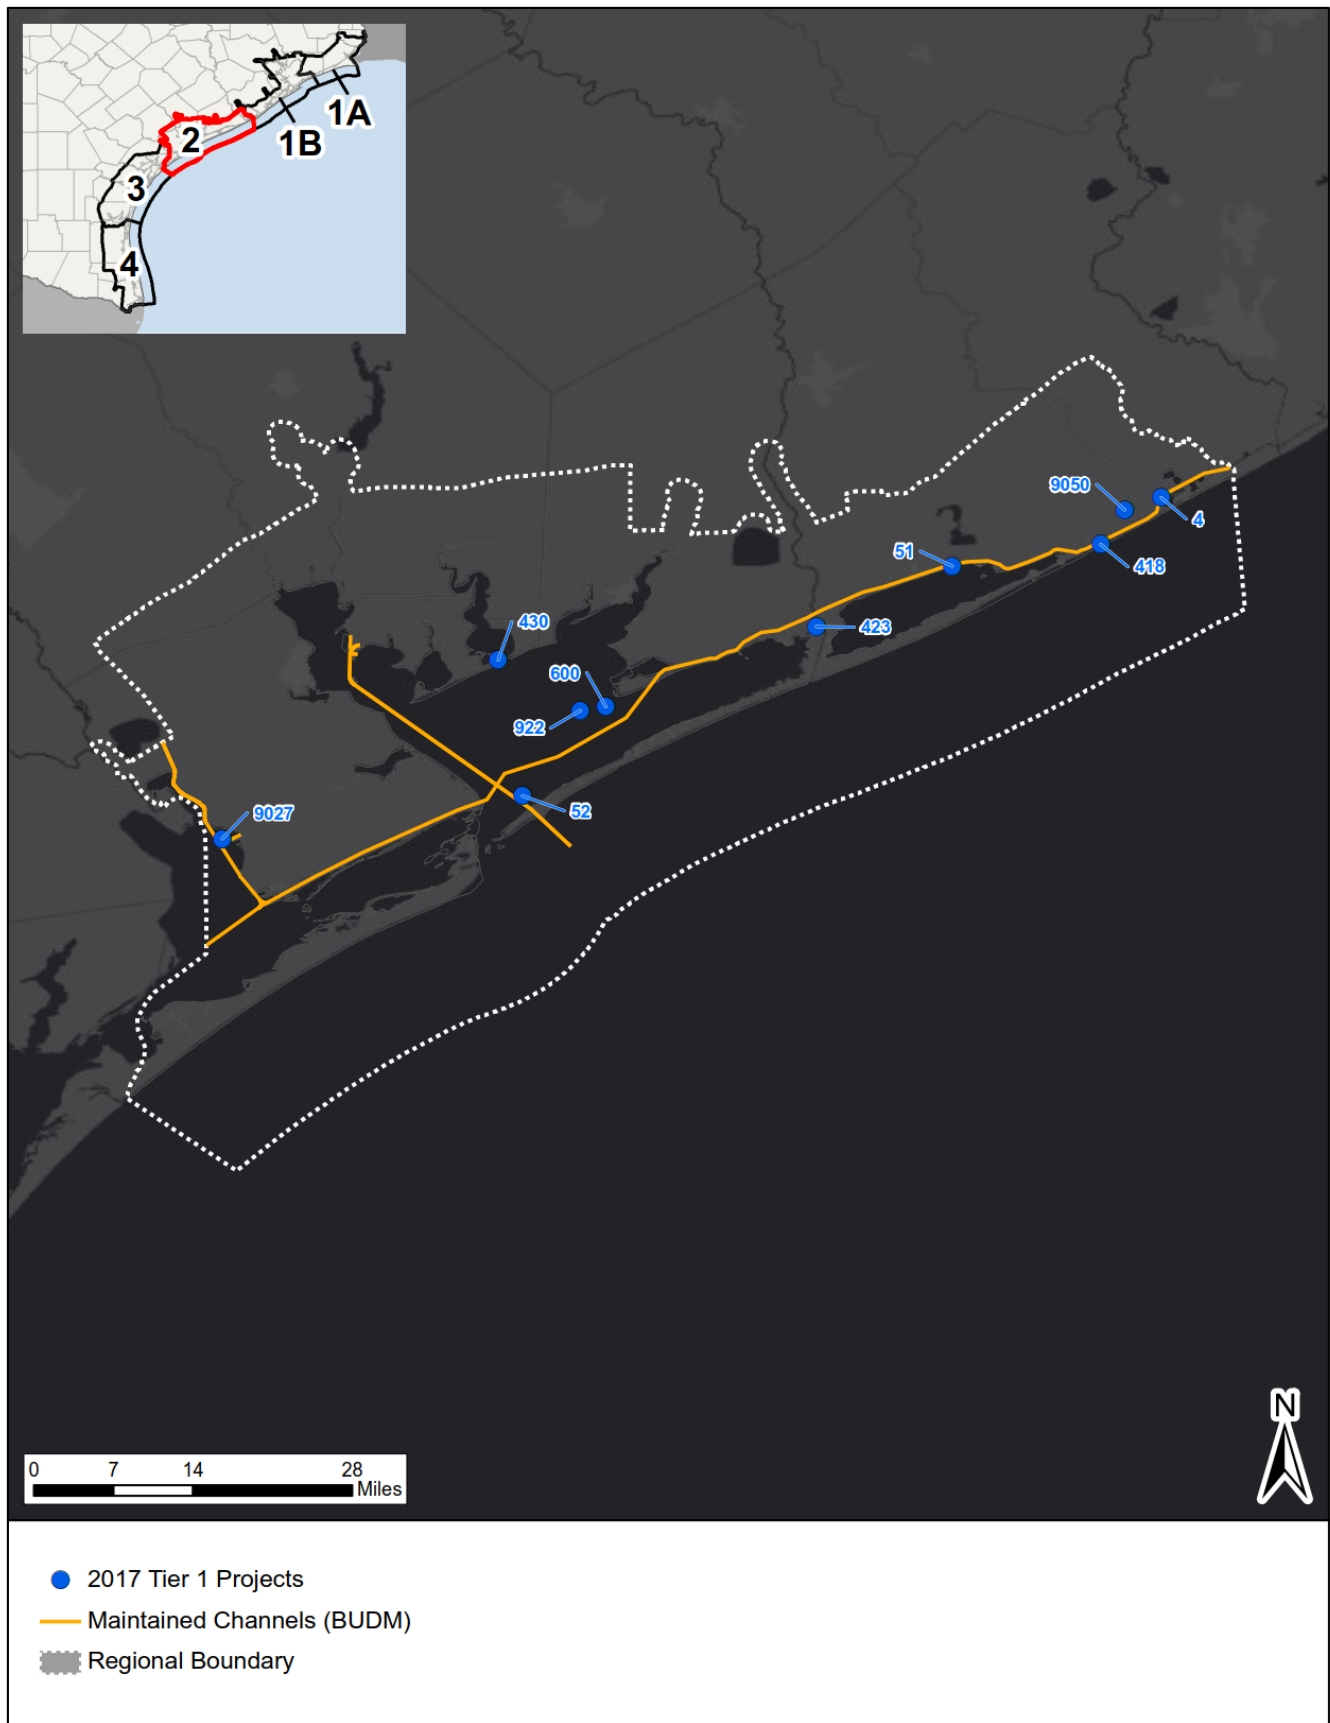 1A
1B
2
3
4
9050
4
51
418
430
423
600
922
52
9027
N
0 7 14 28
Miles
2017 Tier 1 Projects
Maintained Channels (BUDM)
Regional Boundary